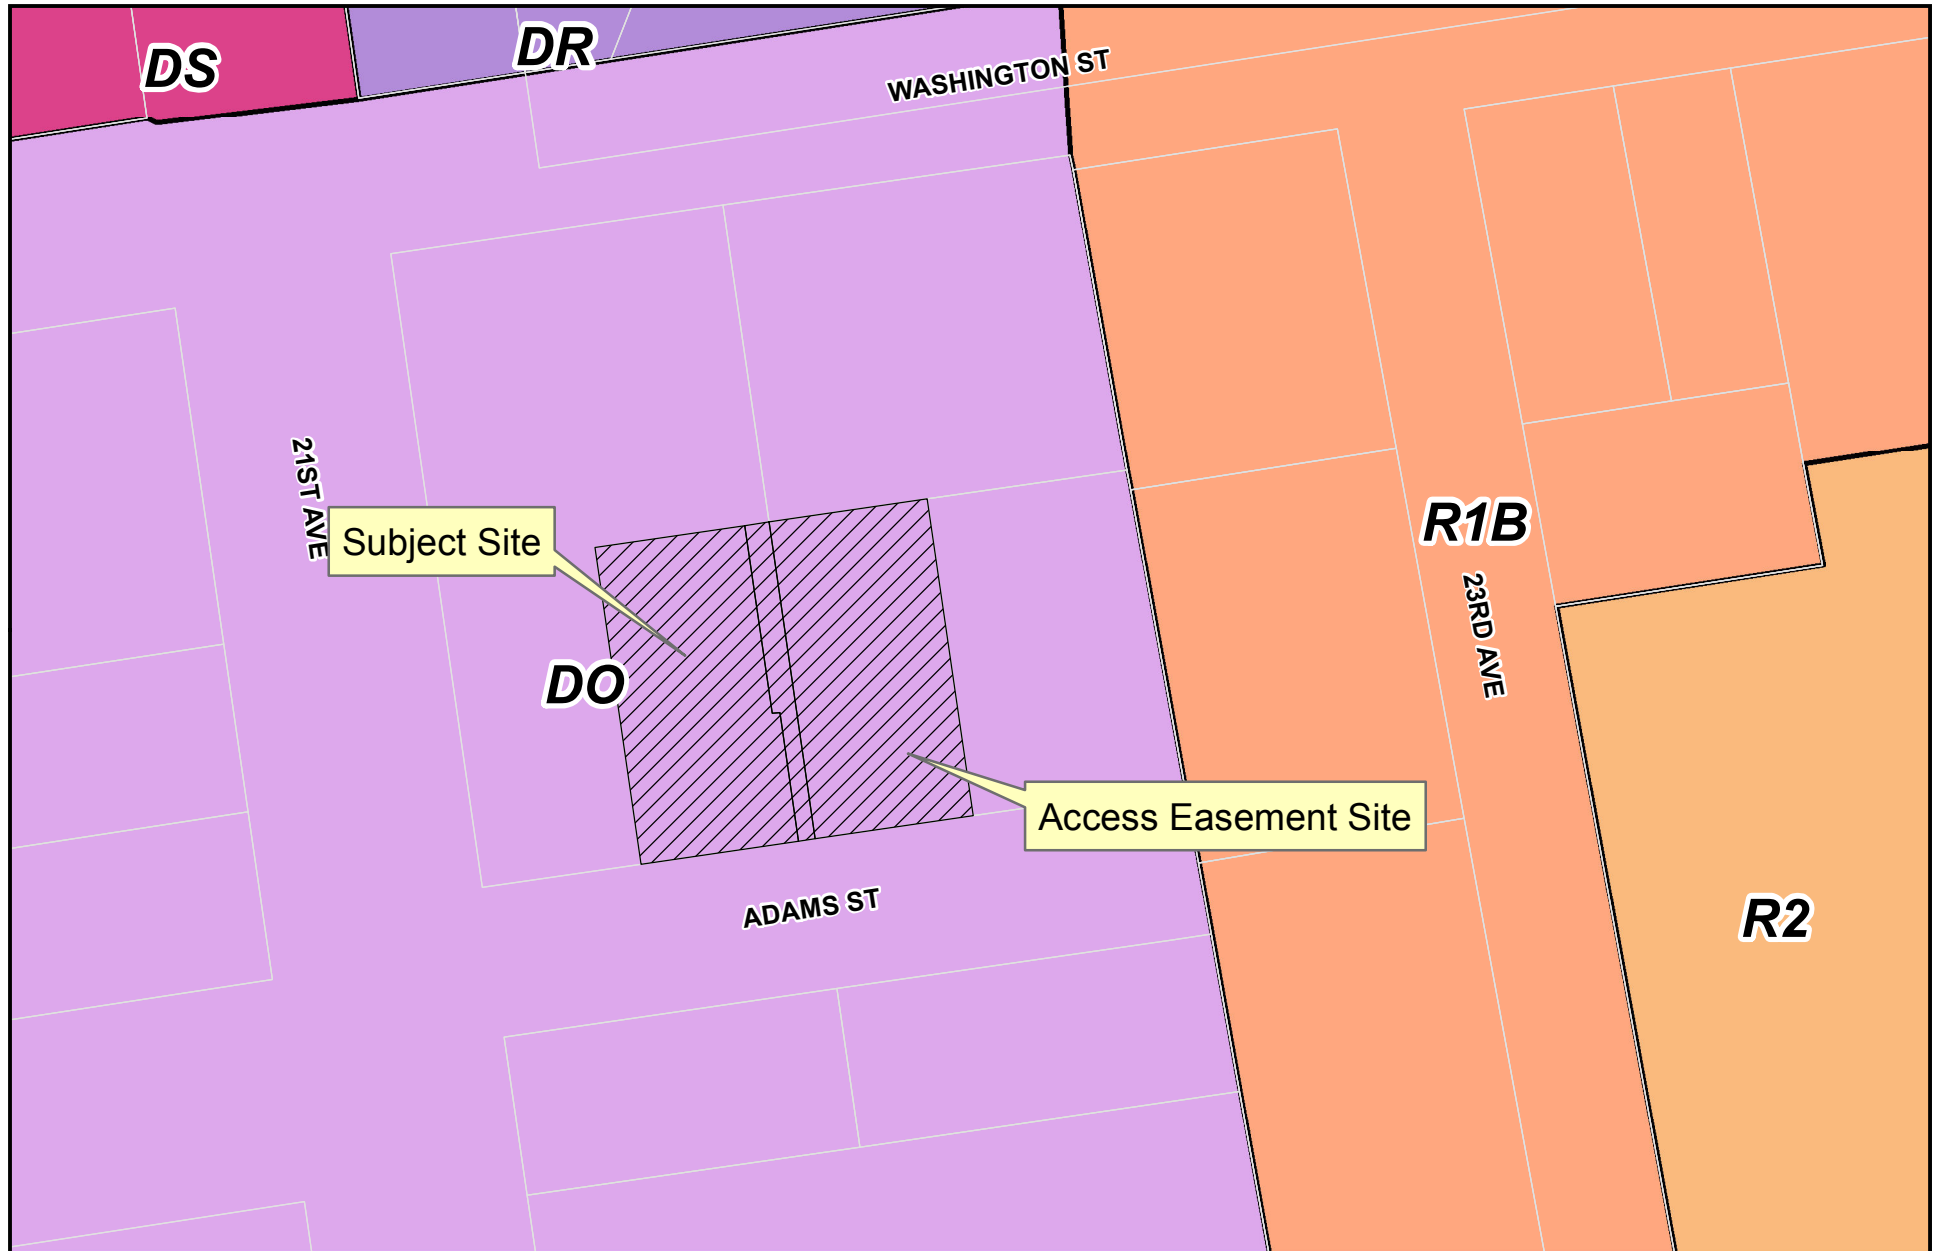 DS
DR
WASHINGTON ST
21ST AVE
Subject Site
R1B
23RD AVE
DO
Access Easement Site
ADAMS ST
R2